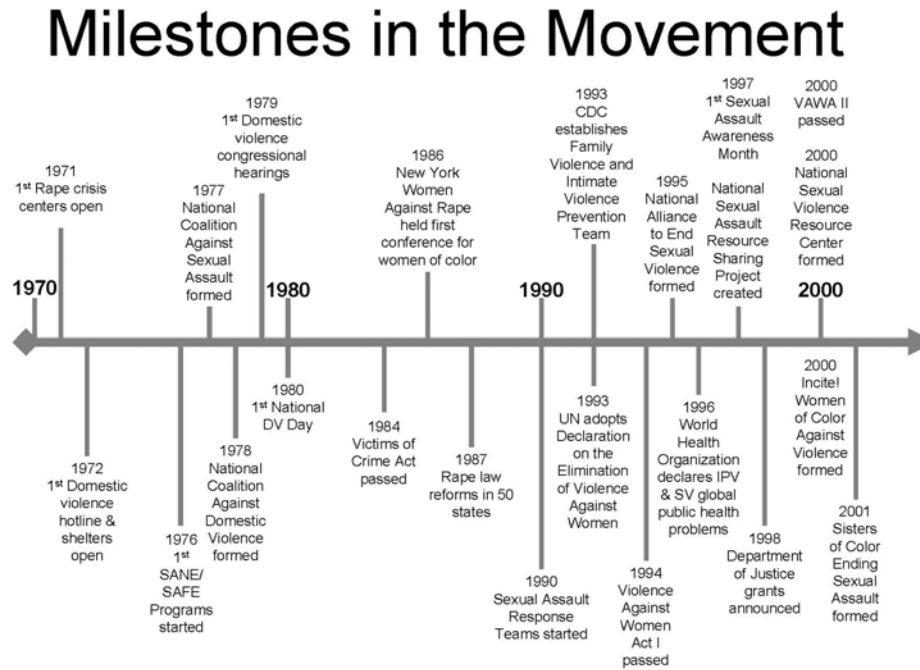 Milestones in the Movement
1971
1st Rape crisis
centers open
1977
National
Coalition
Against
Sexual
Assault
formed
1979
1st Domestic
violence
congressional
hearings
1986
New York
Women
Against Rape
held first
conference for
women of color
1993
CDC
establishes
Family
Violence and
Intimate
Violence
Prevention
Team
1995
National
Alliance
to End
Sexual
Violence
formed
1997
1st Sexual
Assault
Awareness
Month
National
Sexual
Assault
Resource
Sharing
Project
created
2000
VAWA II
passed
2000
National
Sexual
Violence
Resource
Center
formed
1970
1980
1990
2000
1972
1st Domestic
violence
hotline &
shelters
open
1976
1st
SANE/
SAFE
Programs
started
1978
National
Coalition
Against
Domestic
Violence
formed
1980
1st National
DV Day
1984
Victims of
Crime Act
passed
1987
Rape law
reforms in 50
states
1990
Sexual Assault
Response
Teams started
1993
UN adopts
Declaration
on the
Elimination
of Violence
Against
Women
1994
Violence
Against
Women
Act I
passed
1996
World
Health
Organization
declares IPV
& SV global
public health
problems
1998
Department
of Justice
grants
announced
2000
Incite!
Women
of Color
Against
Violence
formed
2001
Sisters
of Color
Ending
Sexual
Assault
formed